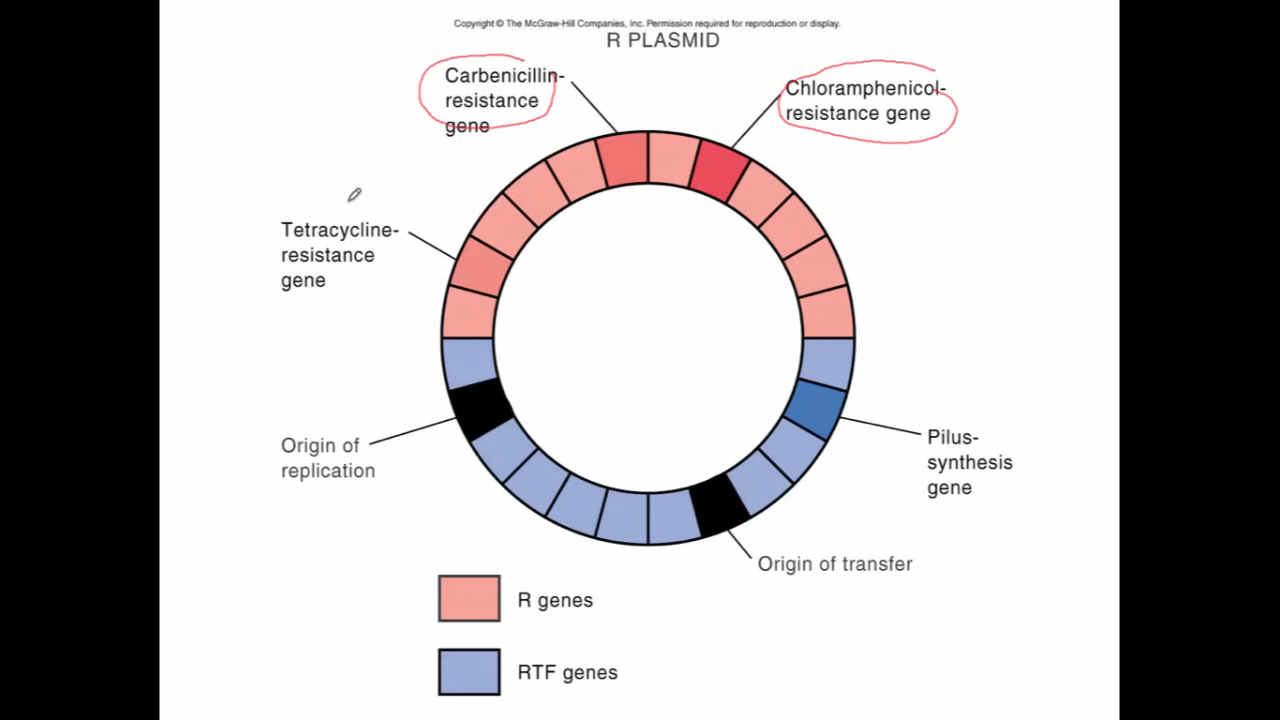 Copyright © The McGraw-Hill Companies, Inc. Permission required for reproduction or display.
R PLASMID
Carbenicillin-
resistance
gene
Chloramphenicol-
resistance gene
Tetracycline-
resistance
gene
Origin of
replication
Pilus-
synthesis
gene
Origin of transfer
R genes
RTF genes